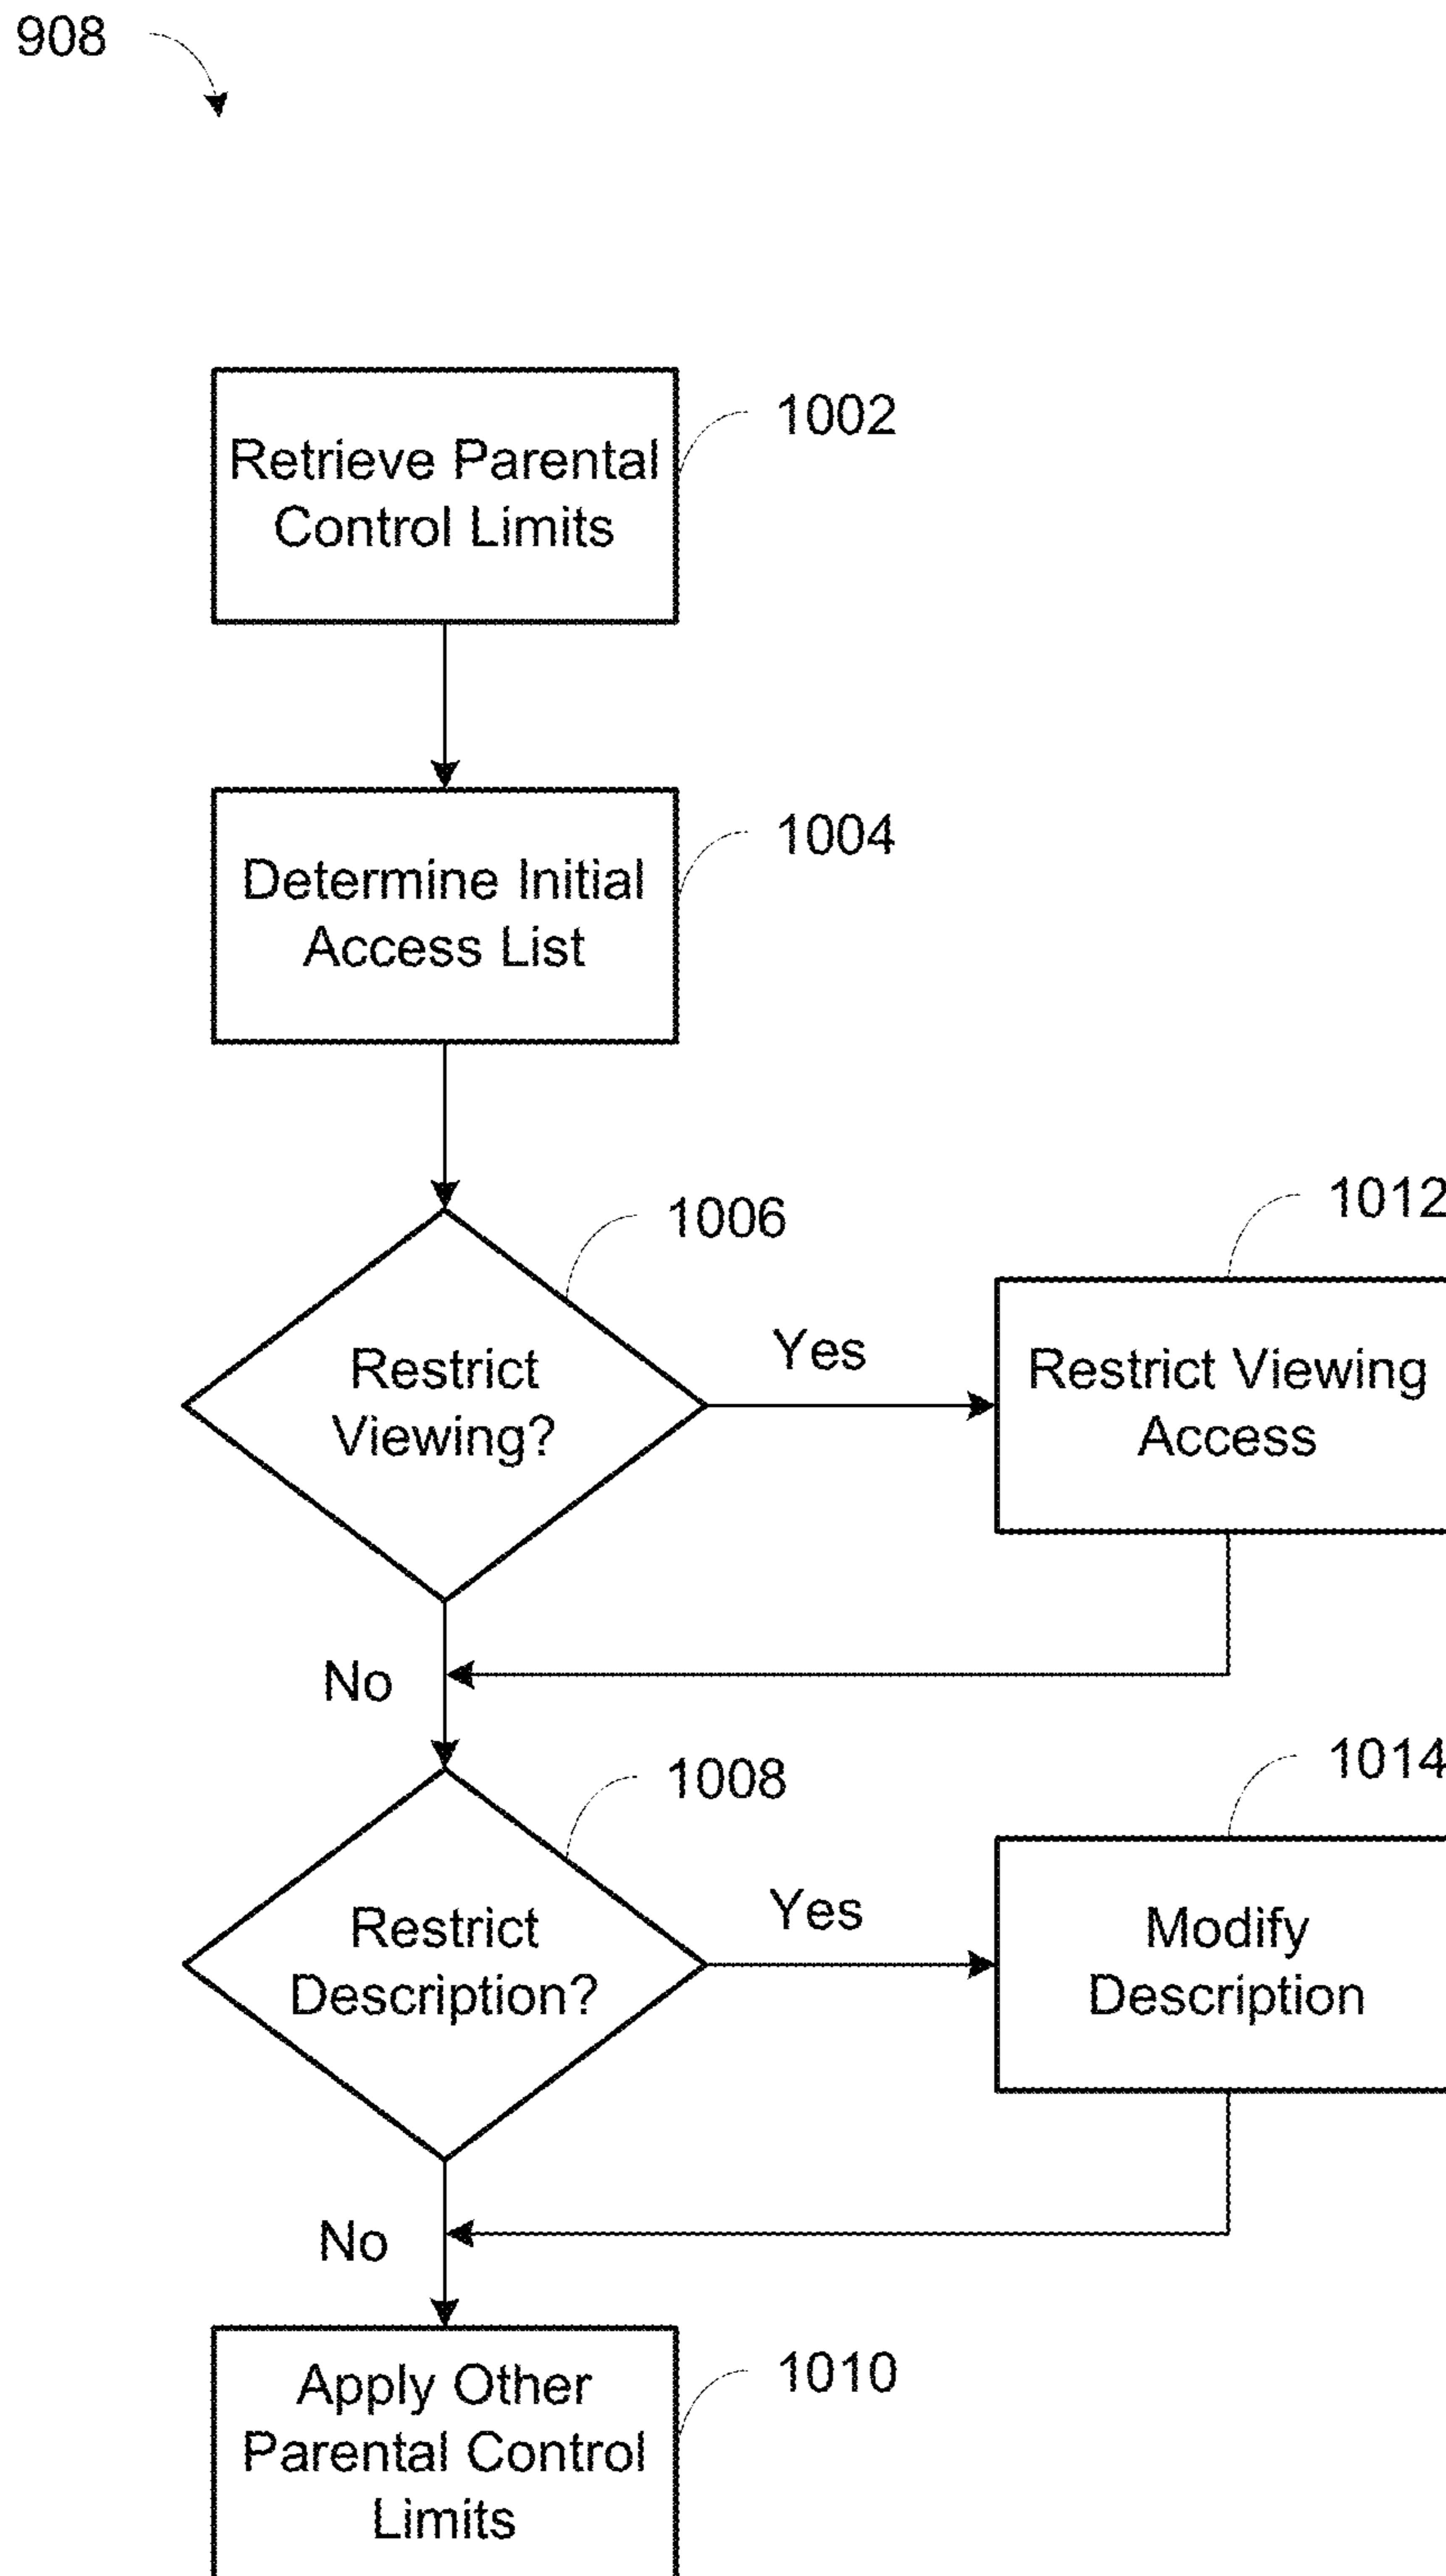 908
Retrieve Parental
Control Limits
1002
Determine Initial
Access List
1004
Restrict
Viewing?
1006
Yes
Restrict Viewing
Access
1012
No
Restrict
Description?
1008
Yes
Modify
Description
1014
No
Apply Other
Parental Control
Limits
1010